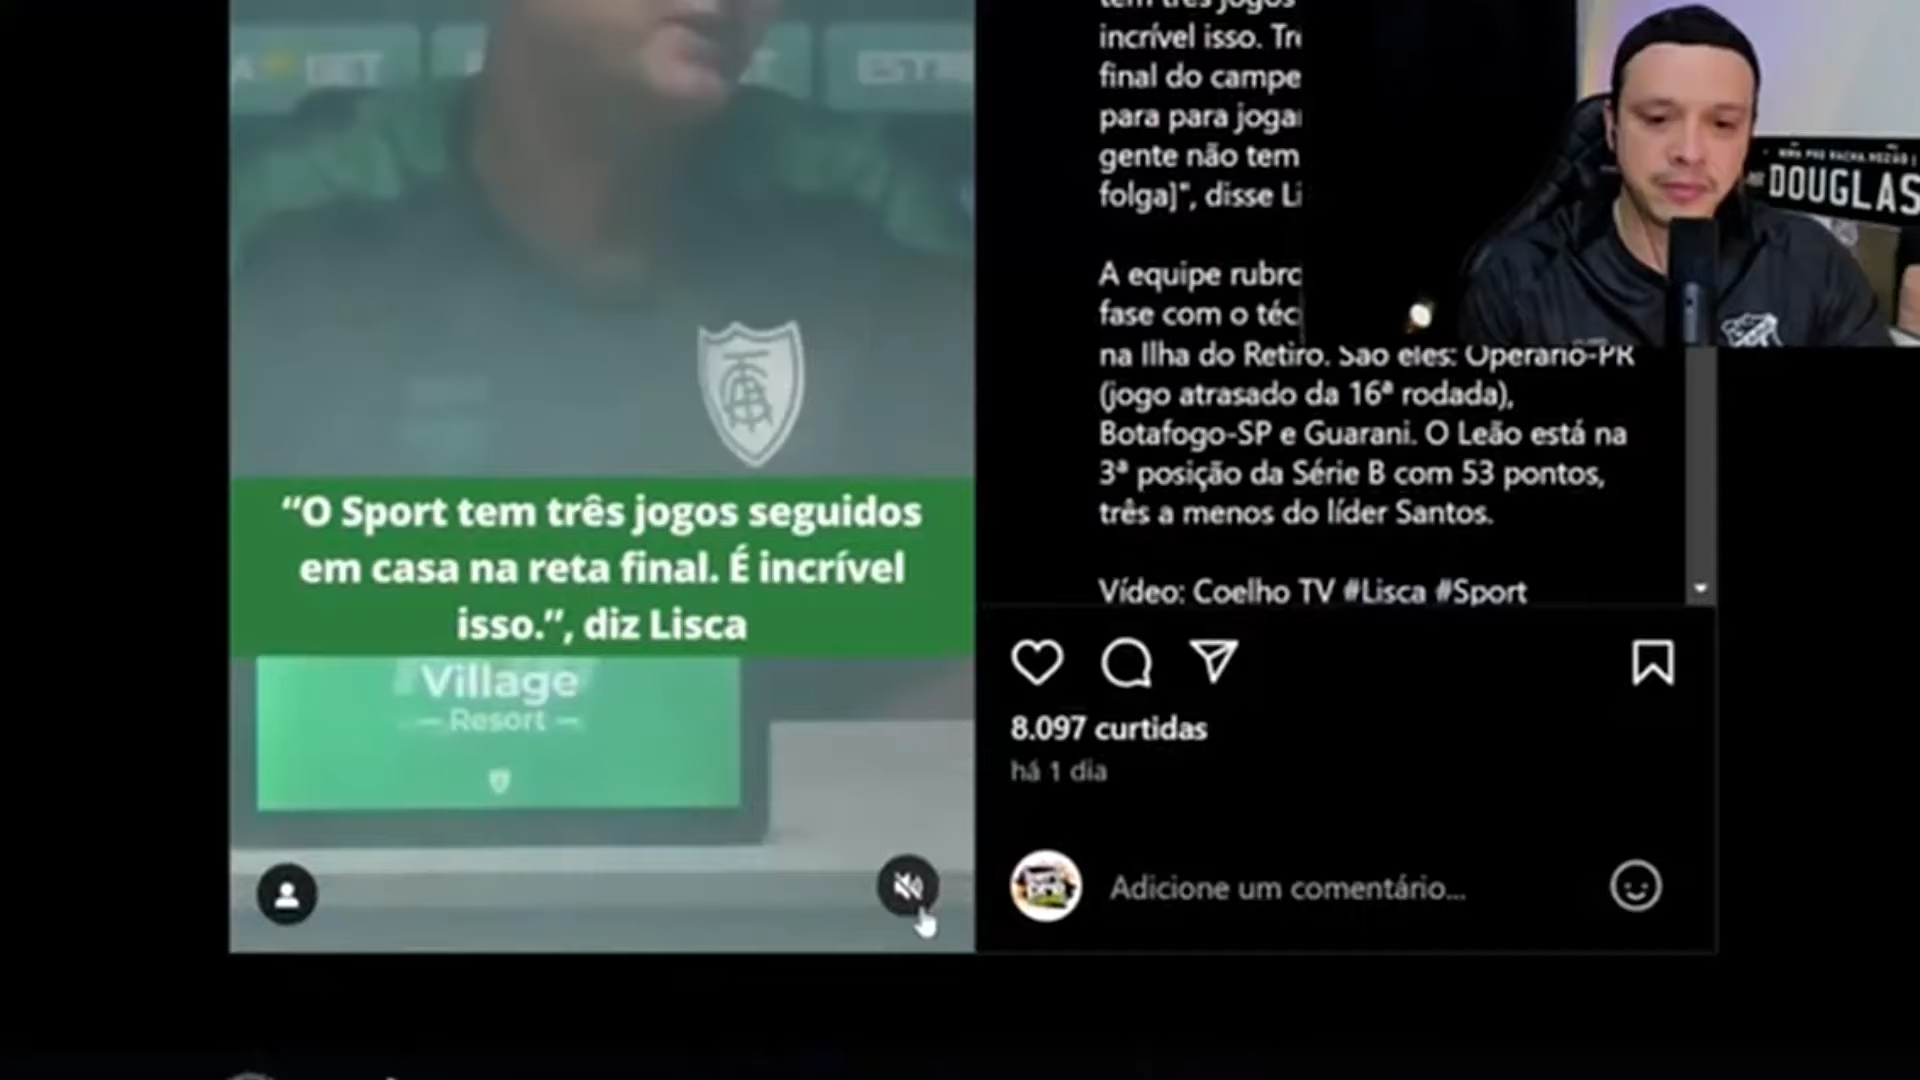 “O Sport tem três jogos seguidos
em casa na reta final. É incrível
isso.”, diz Lisca
Village
— Resort —
tem três jogos
incrível isso.
final do campe
para para joga
gente não tem
folga]", disse Li
A equipe rubro
fase com o téc
na Ilha do Retiro. São eles: Operário-PR
(jogo atrasado da 16ª rodada),
Botafogo-SP e Guarani. O Leão está na
3ª posição da Série B com 53 pontos,
três a menos do líder Santos.
Vídeo: Coelho TV #Lisca #Sport
8.097 curtidas
há 1 dia
Adicione um comentário...
DOUGLAS